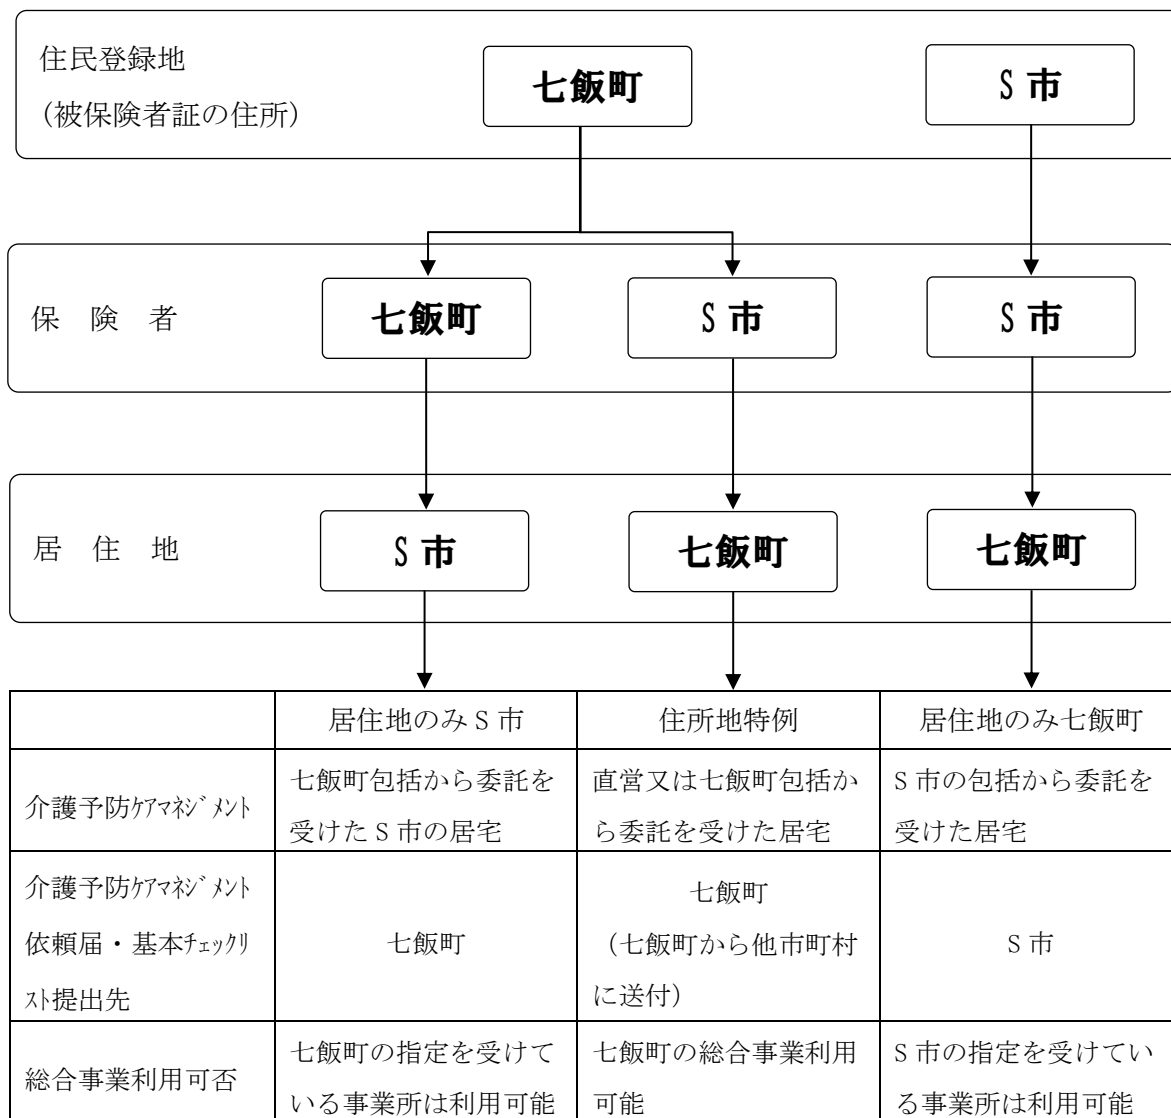 住民登録地
(被保険者証の住所)
七飯町
S 市
保 険 者
七飯町
S 市
S 市
居 住 地
S 市
七飯町
七飯町
居住地のみ S 市
住所地特例
居住地のみ七飯町
介護予防ｹｱﾏﾈｼﾞﾒﾝﾄ
七飯町包括から委託を
受けた S 市の居宅
直営又は七飯町包括か
ら委託を受けた居宅
S 市の包括から委託を
受けた居宅
介護予防ｹｱﾏﾈｼﾞﾒﾝﾄ
依頼届・基本ﾁｪｯｸﾘ
ｽﾄ提出先
七飯町
七飯町
（七飯町から他市町村
に送付）
S 市
総合事業利用可否
七飯町の指定を受けて
いる事業所は利用可能
七飯町の総合事業利用
可能
S 市の指定を受けてい
る事業所は利用可能